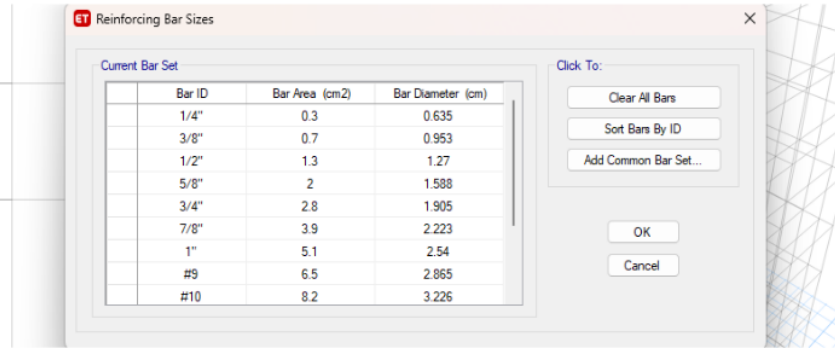 ET Reinforcing Bar Sizes
Current Bar Set
Bar ID Bar Area (cm2) Bar Diameter (cm)
1/4" 0.3 0.635
3/8" 0.7 0.953
1/2" 1.3 1.27
5/8" 2 1.588
3/4" 2.8 1.905
7/8" 3.9 2.223
1" 5.1 2.54
#9 6.5 2.865
#10 8.2 3.226
Click To:
Clear All Bars
Sort Bars By ID
Add Common Bar Set...
OK
Cancel